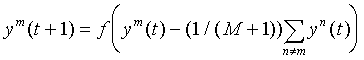 y^m(t+1) = f(y^m(t) − (1/(M+1)) ∑_{n≠m} y^n(t))